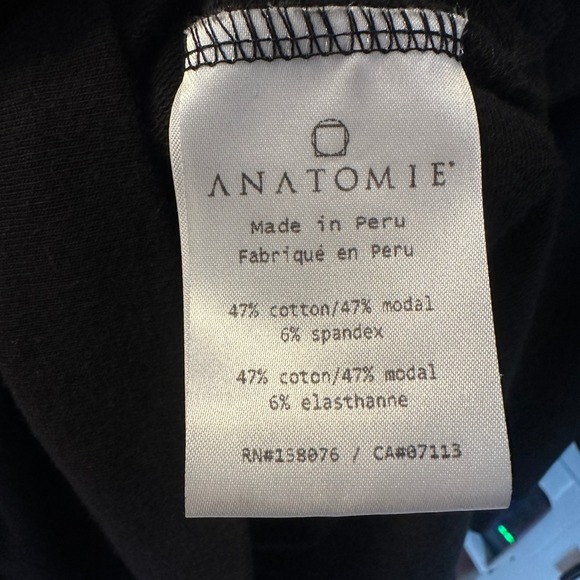 ANATOMIE
Made in Peru
Fabriqué en Peru
47% cotton/47% modal
6% spandex
47% coton/47% modal
6% elasthanne
RN#158076 / CA#07113